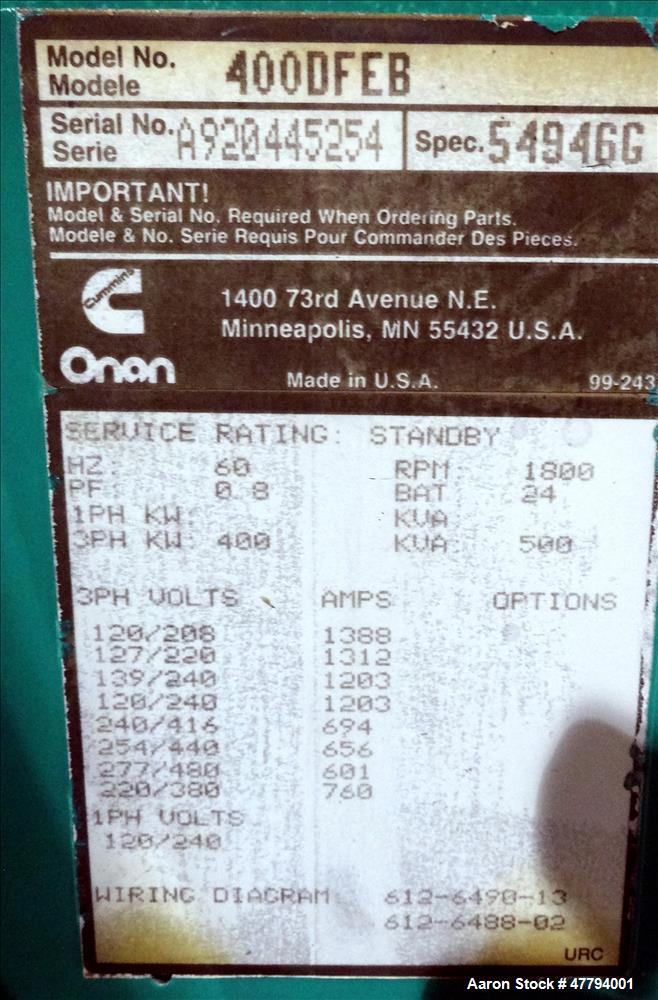 Model No. 400DFEB
Modele
Serial No. A920445254 Spec. 54946G
Serie
IMPORTANT!
Model & Serial No. Required When Ordering Parts.
Modele & No. Serie Requis Pour Commander Des Pieces.
Cummins
Onan
1400 73rd Avenue N.E.
Minneapolis, MN 55432 U.S.A.
Made in U.S.A. 99-243
SERVICE RATING: STANDBY
HZ: 60 RPM: 1800
PF: 0.8 BAT: 24
1PH KW: KVA:
3PH KW: 400 KVA: 500
3PH VOLTS AMPS OPTIONS
120/208 1388
127/220 1312
139/240 1203
120/240 1203
240/416 694
254/440 656
277/480 601
220/380 760
1PH VOLTS
120/240
WIRING DIAGRAM: 612-6490-13
612-6488-02
URC
Aaron Stock # 47794001